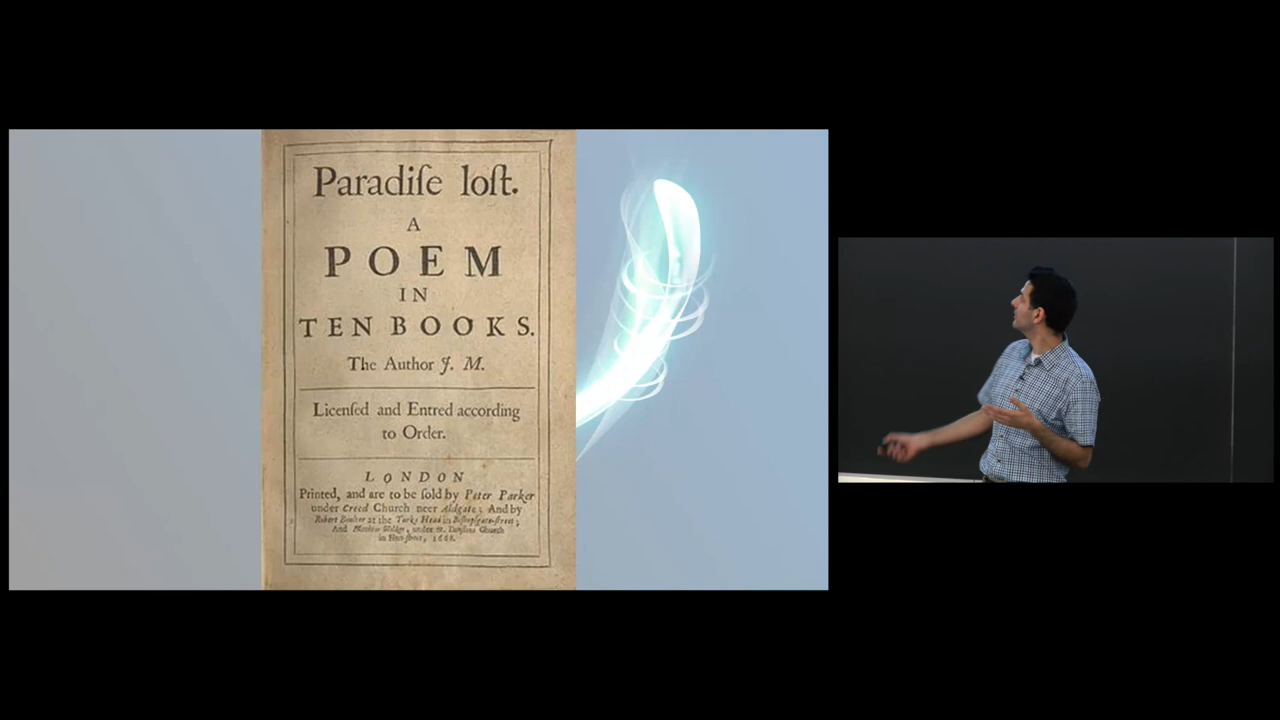 Paradiſe loſt.
A
POEM
IN
TEN BOOKS.
The Author J. M.
Licenſed and Entred according
to Order.
LONDON
Printed, and are to be ſold by Peter Parker
under Creed Church neer Aldgate; And by
Robert Boulter at the Turks Head in Biſhopſgate-ſtreet;
And Matthias Walker, under St. Dunſtons Church
in Fleet-ſtreet, 1668.